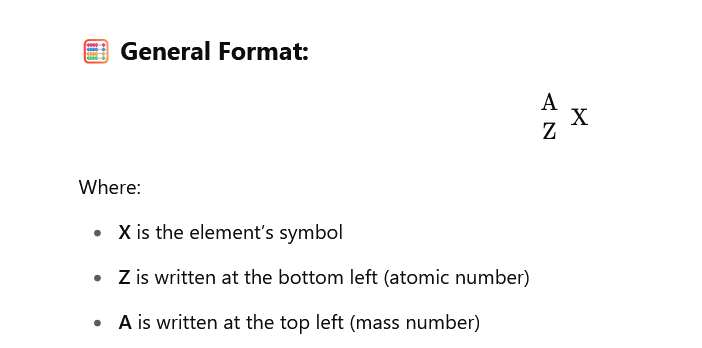 🧮 General Format:
A
Z X
Where:
• X is the element’s symbol
• Z is written at the bottom left (atomic number)
• A is written at the top left (mass number)